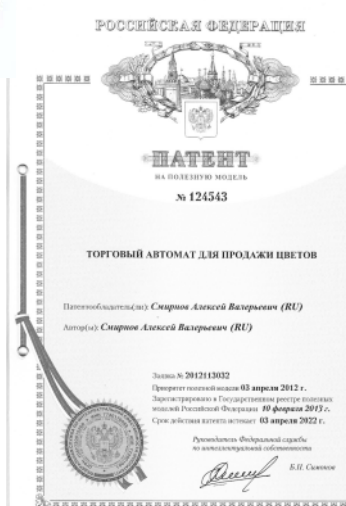 РОССИЙСКАЯ ФЕДЕРАЦИЯ
ПАТЕНТ
НА ПОЛЕЗНУЮ МОДЕЛЬ
№ 124543
ТОРГОВЫЙ АВТОМАТ ДЛЯ ПРОДАЖИ ЦВЕТОВ
Патентообладатель(ли): Смирнов Алексей Валерьевич (RU)
Автор(ы): Смирнов Алексей Валерьевич (RU)
Заявка № 2012113032
Приоритет полезной модели 03 апреля 2012 г.
Зарегистрировано в Государственном реестре полезных
моделей Российской Федерации 10 февраля 2013 г.
Срок действия патента истекает 03 апреля 2022 г.
Руководитель Федеральной службы
по интеллектуальной собственности
Б.П. Симонов